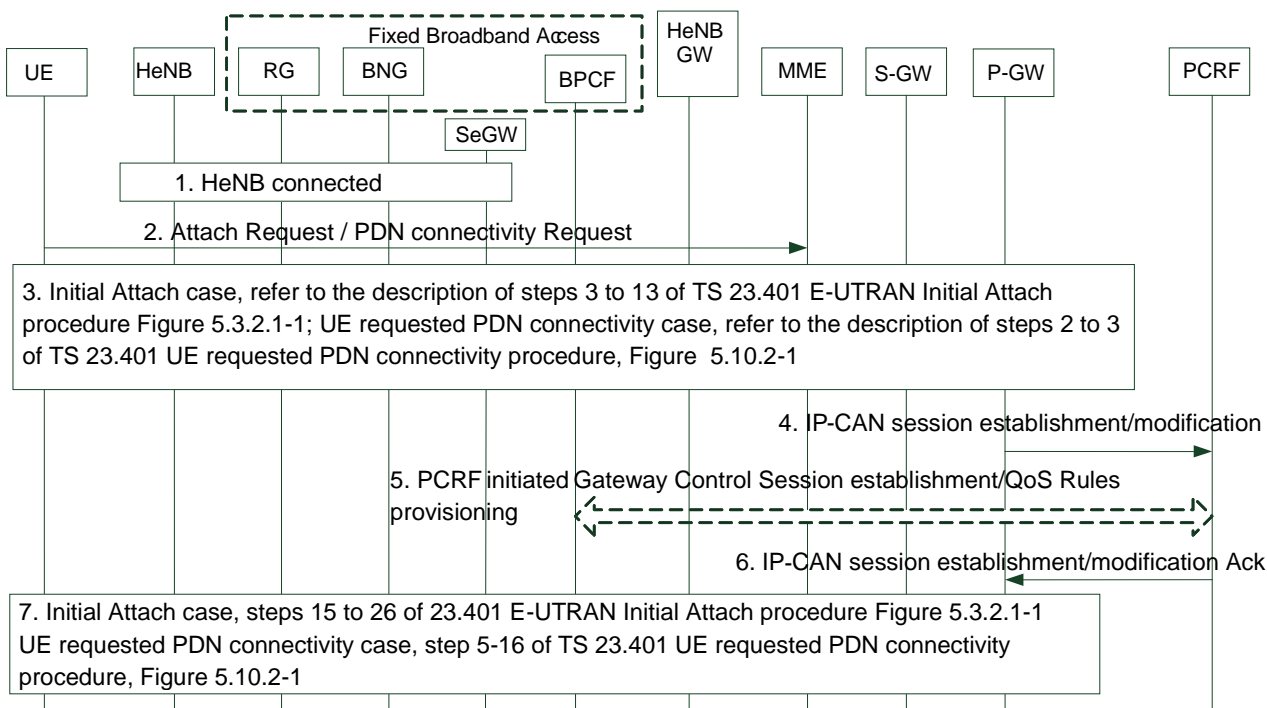 Fixed Broadband Access
HeNB
GW
UE
HeNB
RG
BNG
BPCF
MME
S-GW
P-GW
PCRF
SeGW
1. HeNB connected
2. Attach Request / PDN connectivity Request
3. Initial Attach case, refer to the description of steps 3 to 13 of TS 23.401 E-UTRAN Initial Attach
procedure Figure 5.3.2.1-1; UE requested PDN connectivity case, refer to the description of steps 2 to 3
of TS 23.401 UE requested PDN connectivity procedure, Figure 5.10.2-1
4. IP-CAN session establishment/modification
5. PCRF initiated Gateway Control Session establishment/QoS Rules
provisioning
6. IP-CAN session establishment/modification Ack
7. Initial Attach case, steps 15 to 26 of 23.401 E-UTRAN Initial Attach procedure Figure 5.3.2.1-1
UE requested PDN connectivity case, step 5-16 of TS 23.401 UE requested PDN connectivity
procedure, Figure 5.10.2-1